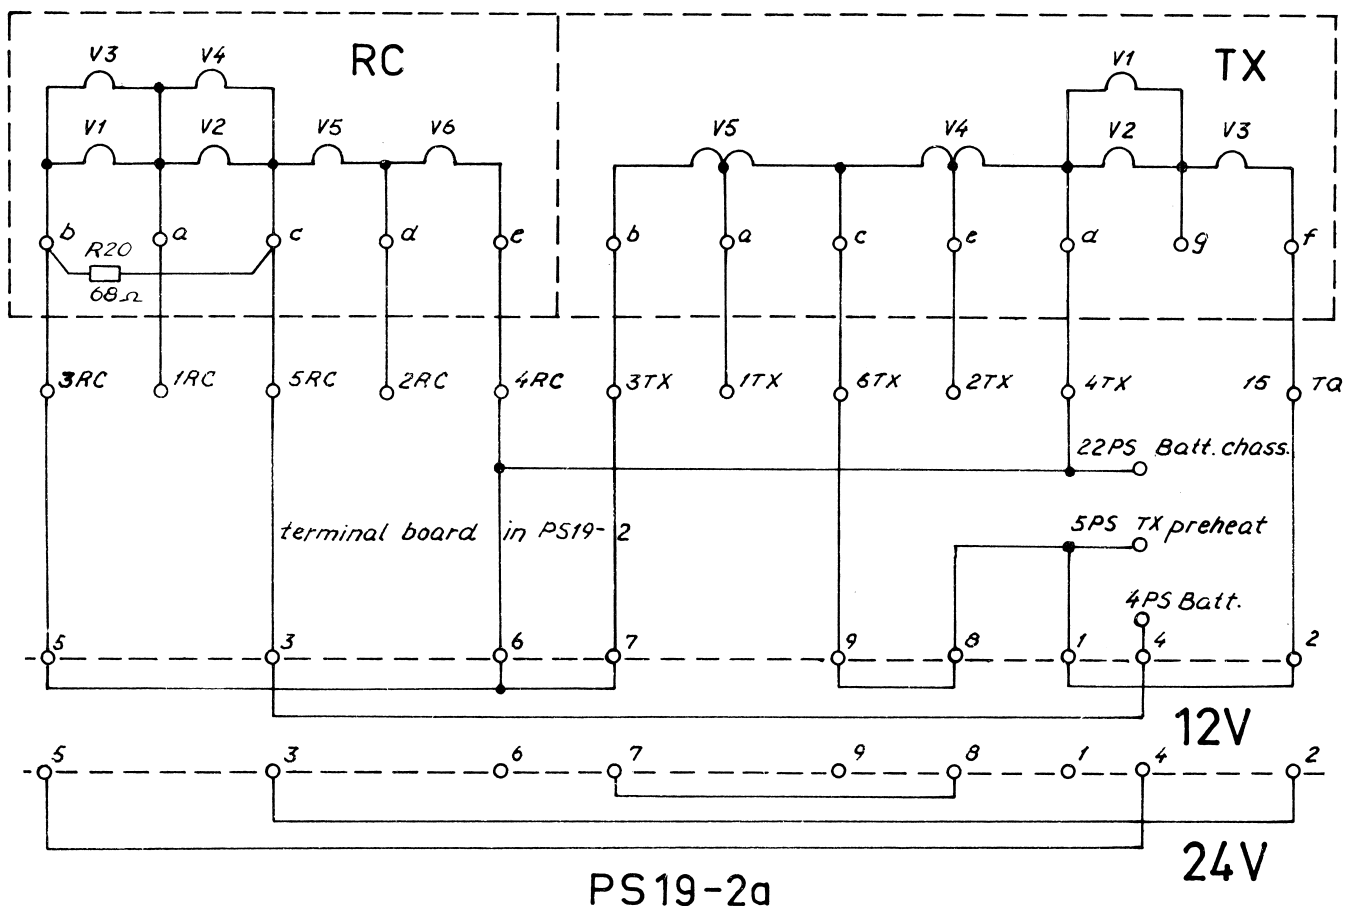 RC
TX
V3 V4 V1
V1 V2 V5 V6 V5 V4 V2 V3
b a c d e b a c e d g f
R20
68Ω
3RC 1RC 5RC 2RC 4RC 3TX 1TX 6TX 2TX 4TX 15 TQ
22PS Batt. chass.
terminal board in PS19-2
5PS TX preheat
4PS Batt.
5 3 6 7 9 8 1 4 2
12V
5 3 6 7 9 8 1 4 2
24V
PS19-2a